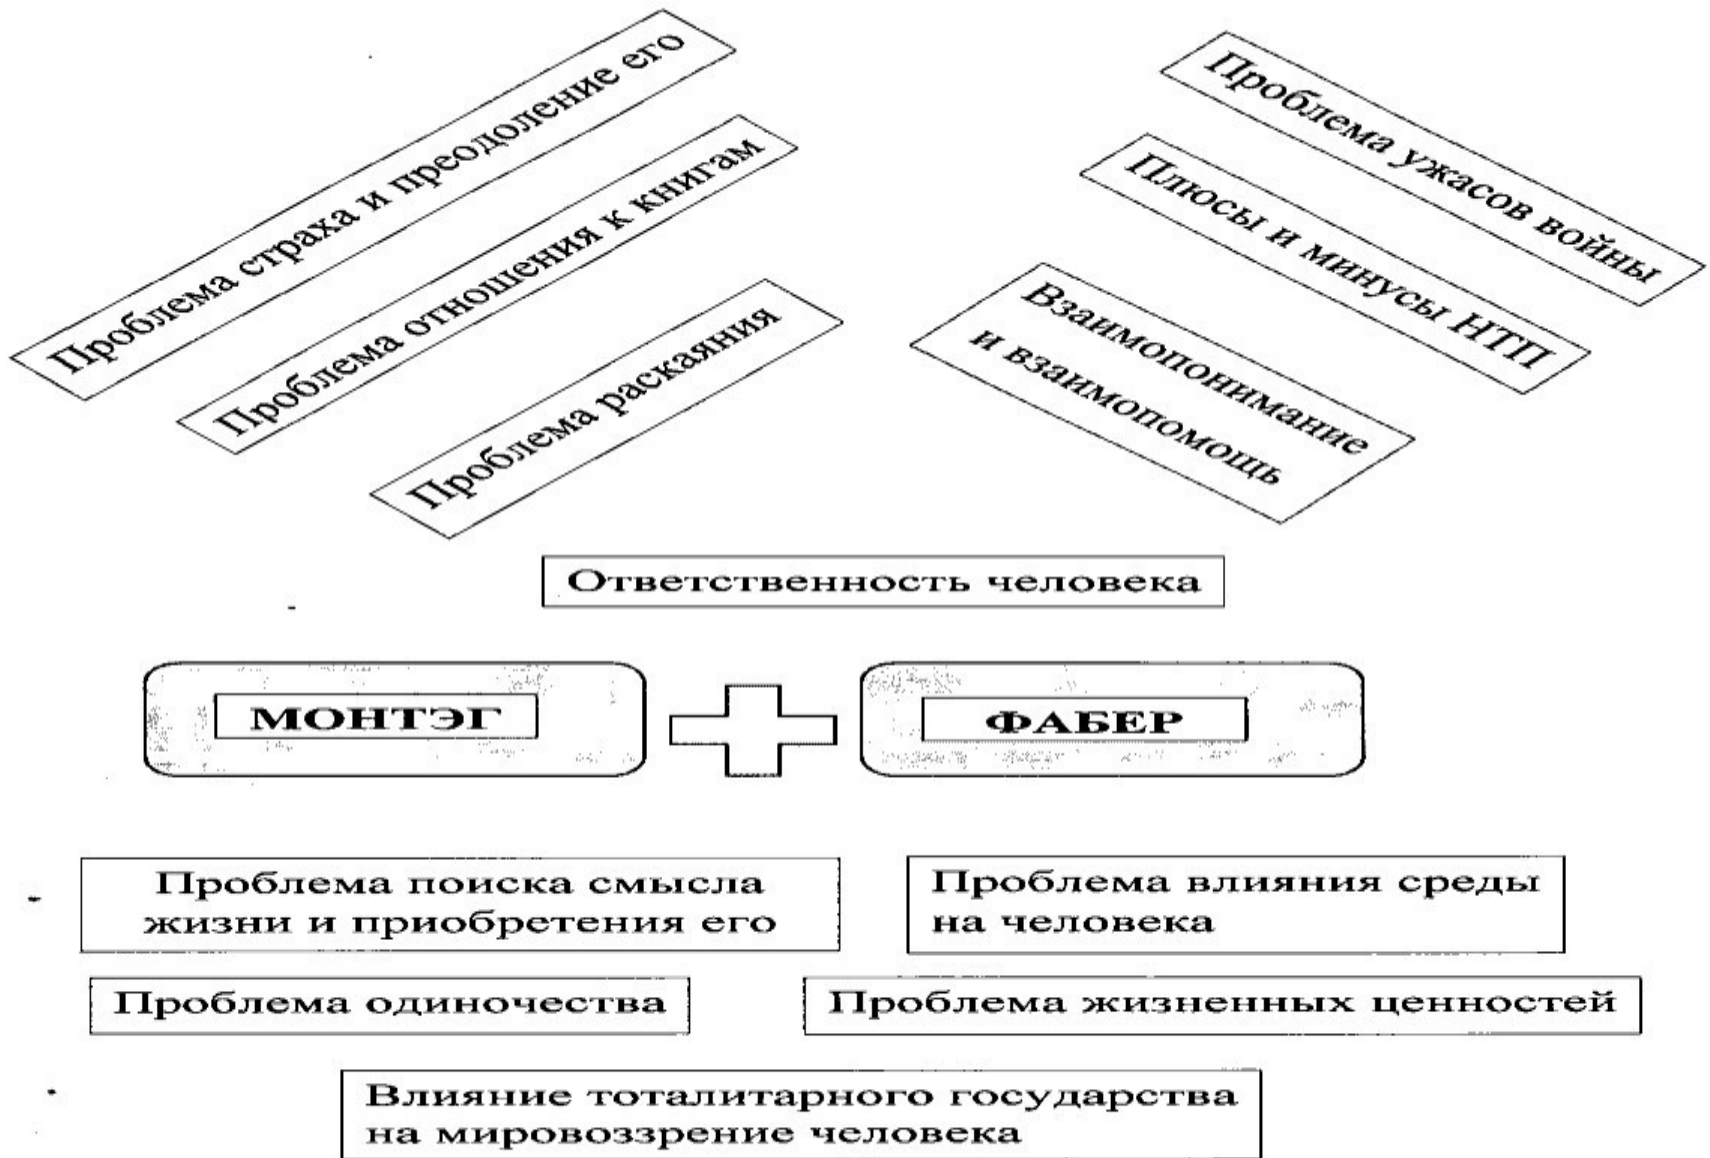 Проблема страха и преодоление его
Проблема отношения к книгам
Проблема раскаяния
Проблема ужасов войны
Плюсы и минусы НТП
Взаимопонимание
и взаимопомощь
Ответственность человека
МОНТЭГ
ФАБЕР
Проблема поиска смысла
жизни и приобретения его
Проблема влияния среды
на человека
Проблема одиночества
Проблема жизненных ценностей
Влияние тоталитарного государства
на мировоззрение человека